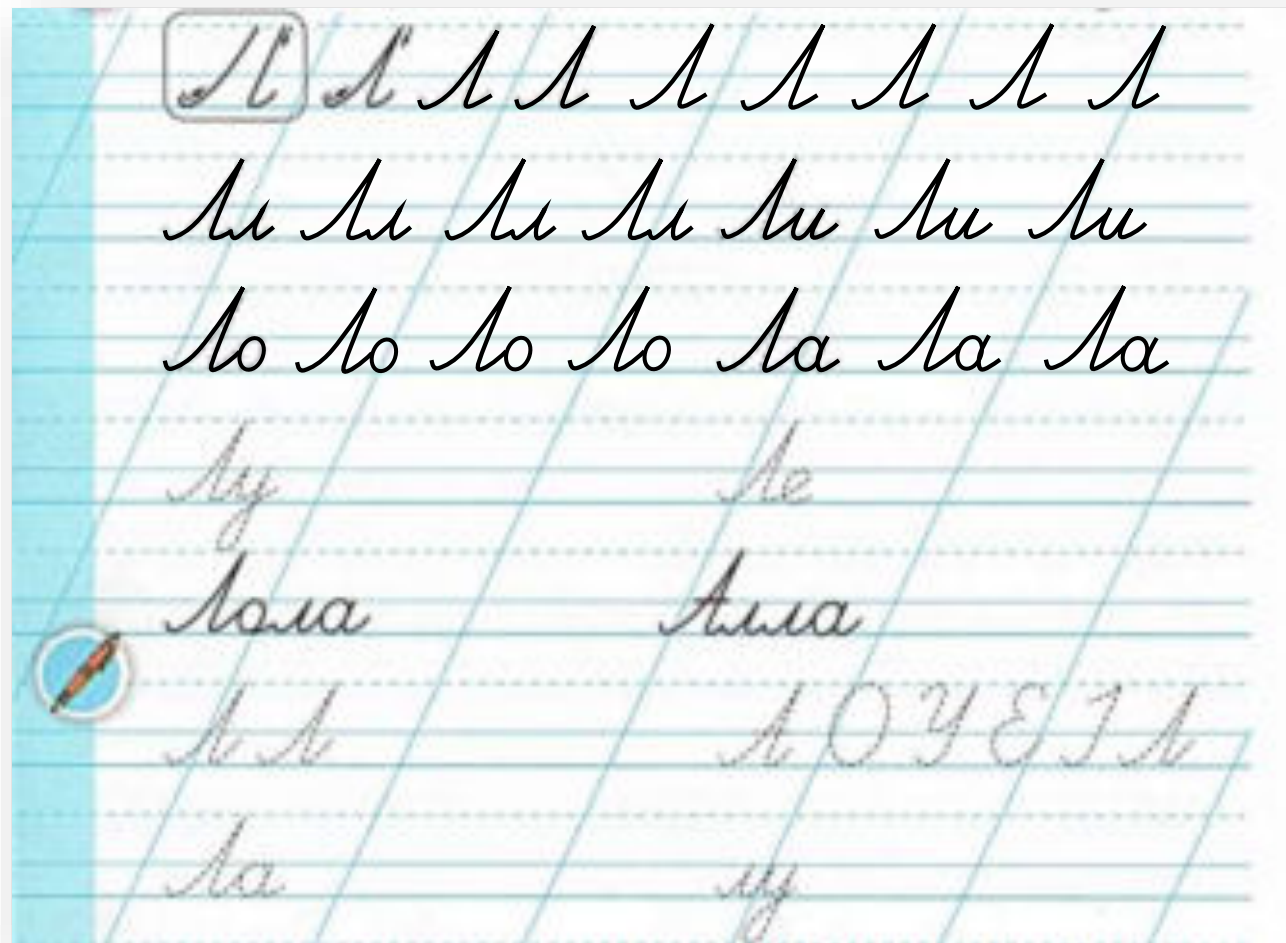 Л Л Л Л Л Л Л Л Л
Лл Лл Лл Лл Ли Ли Ли
Ло Ло Ло Ло Ла Ла Ла
Лу Ле
Лола Алла
Л Л А О У Е І Л
Ла лу